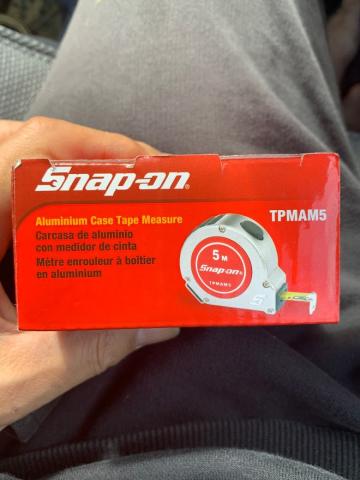 Snap-on
Aluminium Case Tape Measure
TPMAM5
Carcasa de aluminio
con medidor de cinta
Mètre enrouleur à boîtier
en aluminium
5 M
Snap-on
TPMAM5
S